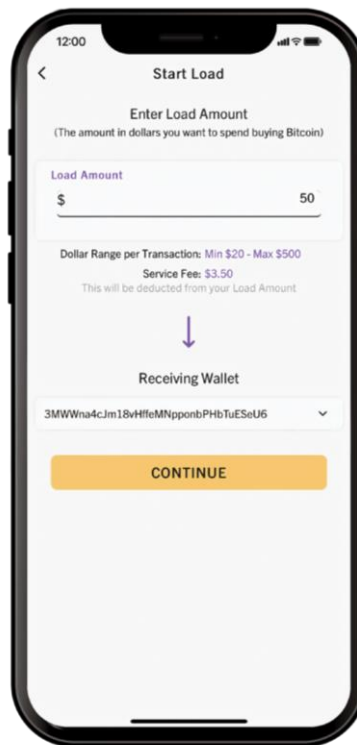 12:00
Start Load
Enter Load Amount
(The amount in dollars you want to spend buying Bitcoin)
Load Amount
$ 50
Dollar Range per Transaction: Min $20 - Max $500
Service Fee: $3.50
This will be deducted from your Load Amount
Receiving Wallet
3MWWna4cJm18vHffeMNpponbPHbTuESeU6
CONTINUE